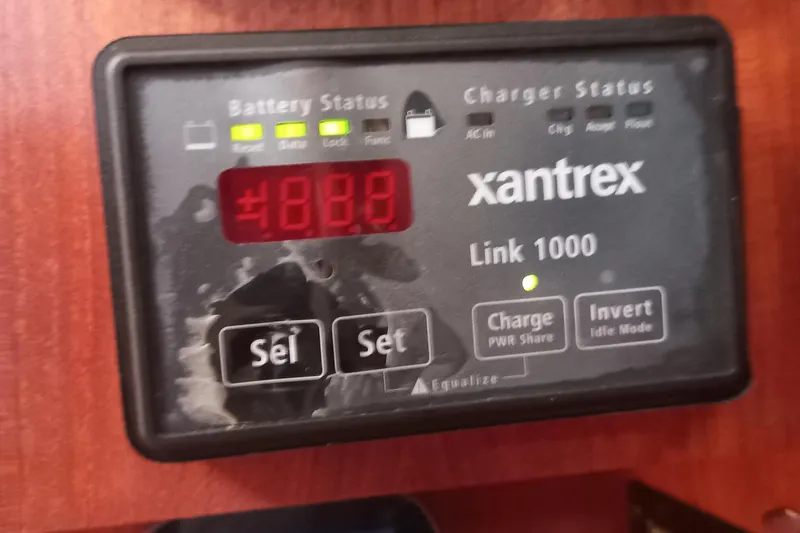 Battery Status
Charger Status
Reset Data Lock Func
AC in Chg Accpt Float
±1888
xantrex
Link 1000
Sel Set
Charge Invert
PWR Share Idle Mode
Equalize